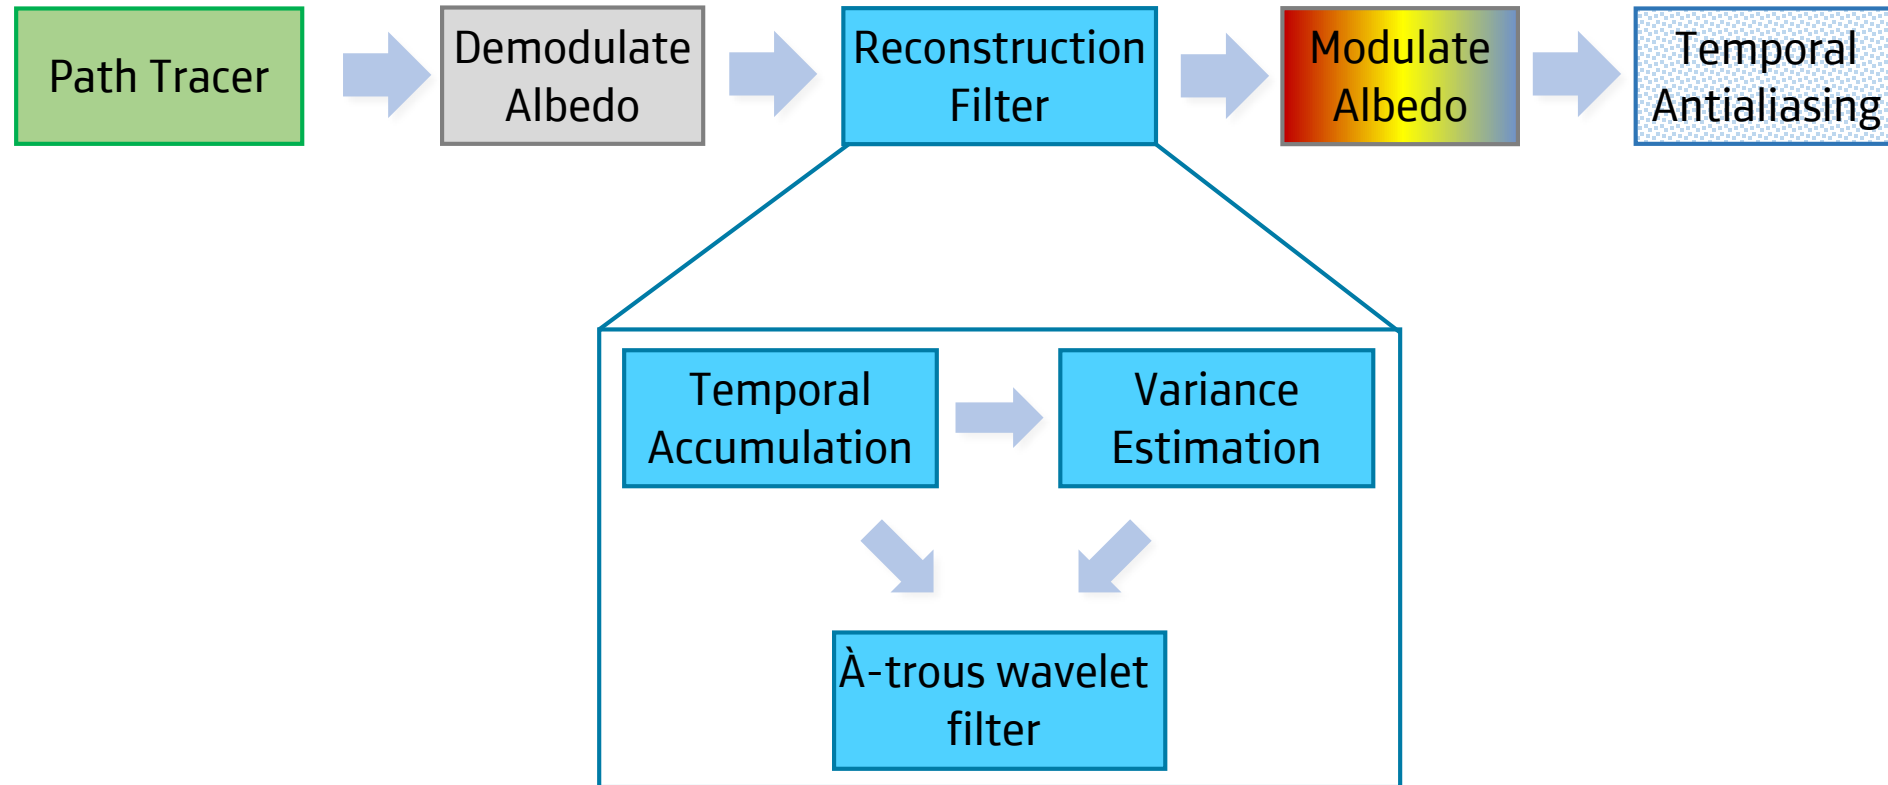 Path Tracer
Demodulate
Albedo
Reconstruction
Filter
Modulate
Albedo
Temporal
Antialiasing
Temporal
Accumulation
Variance
Estimation
À-trous wavelet
filter